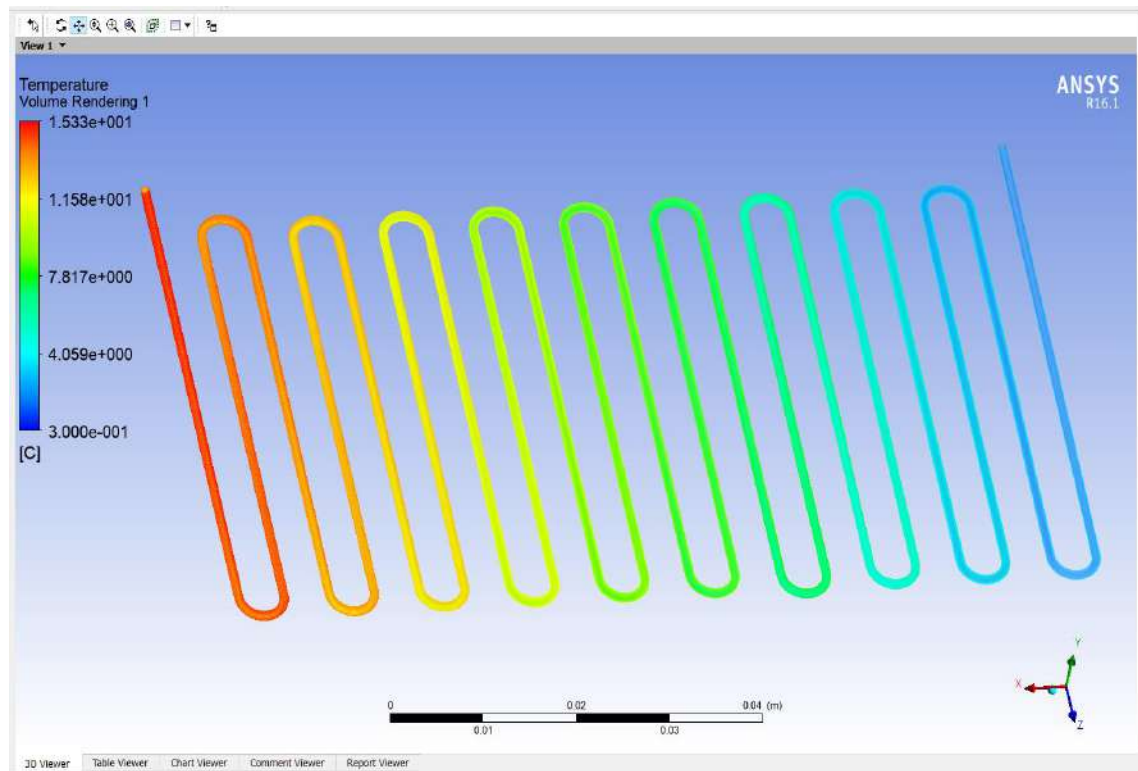 View 1
Temperature
Volume Rendering 1
1.533e+001
1.158e+001
7.817e+000
4.059e+000
3.000e-001
[C]
ANSYS
R16.1
0 0.02 0.04 (m)
0.01 0.03
Y
X
Z
3D Viewer Table Viewer Chart Viewer Comment Viewer Report Viewer